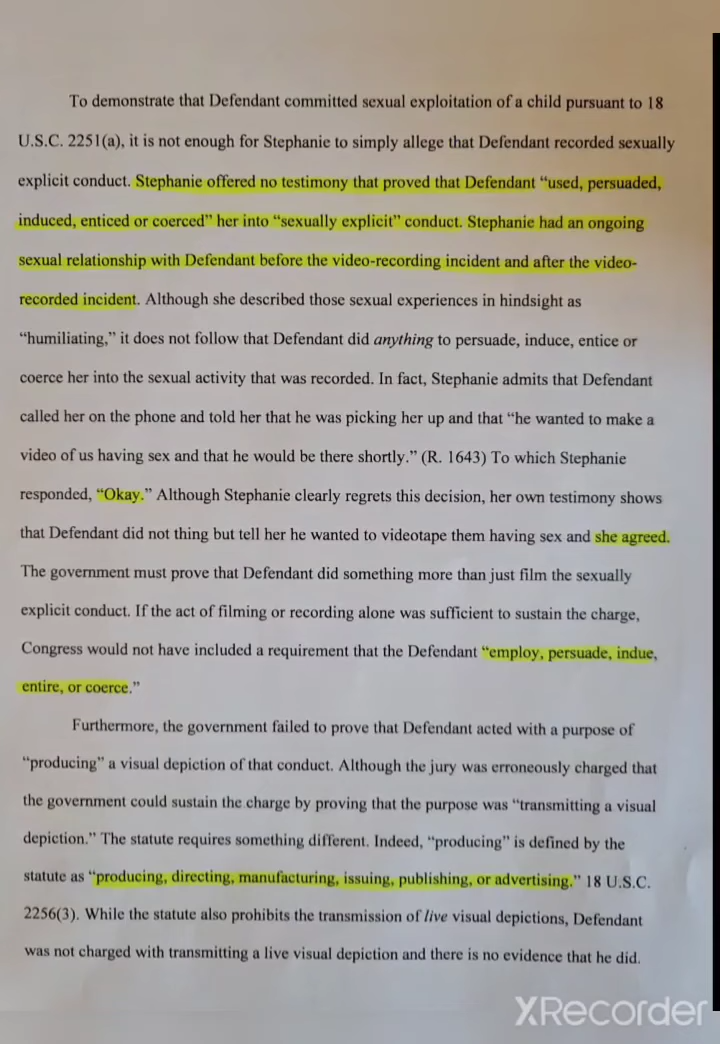 To demonstrate that Defendant committed sexual exploitation of a child pursuant to 18
U.S.C. 2251(a), it is not enough for Stephanie to simply allege that Defendant recorded sexually
explicit conduct. Stephanie offered no testimony that proved that Defendant “used, persuaded,
induced, enticed or coerced” her into “sexually explicit” conduct. Stephanie had an ongoing
sexual relationship with Defendant before the video-recording incident and after the video-
recorded incident. Although she described those sexual experiences in hindsight as
“humiliating,” it does not follow that Defendant did anything to persuade, induce, entice or
coerce her into the sexual activity that was recorded. In fact, Stephanie admits that Defendant
called her on the phone and told her that he was picking her up and that “he wanted to make a
video of us having sex and that he would be there shortly.” (R. 1643) To which Stephanie
responded, “Okay.” Although Stephanie clearly regrets this decision, her own testimony shows
that Defendant did not thing but tell her he wanted to videotape them having sex and she agreed.
The government must prove that Defendant did something more than just film the sexually
explicit conduct. If the act of filming or recording alone was sufficient to sustain the charge,
Congress would not have included a requirement that the Defendant “employ, persuade, indue,
entire, or coerce.”
Furthermore, the government failed to prove that Defendant acted with a purpose of
“producing” a visual depiction of that conduct. Although the jury was erroneously charged that
the government could sustain the charge by proving that the purpose was “transmitting a visual
depiction.” The statute requires something different. Indeed, “producing” is defined by the
statute as “producing, directing, manufacturing, issuing, publishing, or advertising.” 18 U.S.C.
2256(3). While the statute also prohibits the transmission of live visual depictions, Defendant
was not charged with transmitting a live visual depiction and there is no evidence that he did.
XRecorder